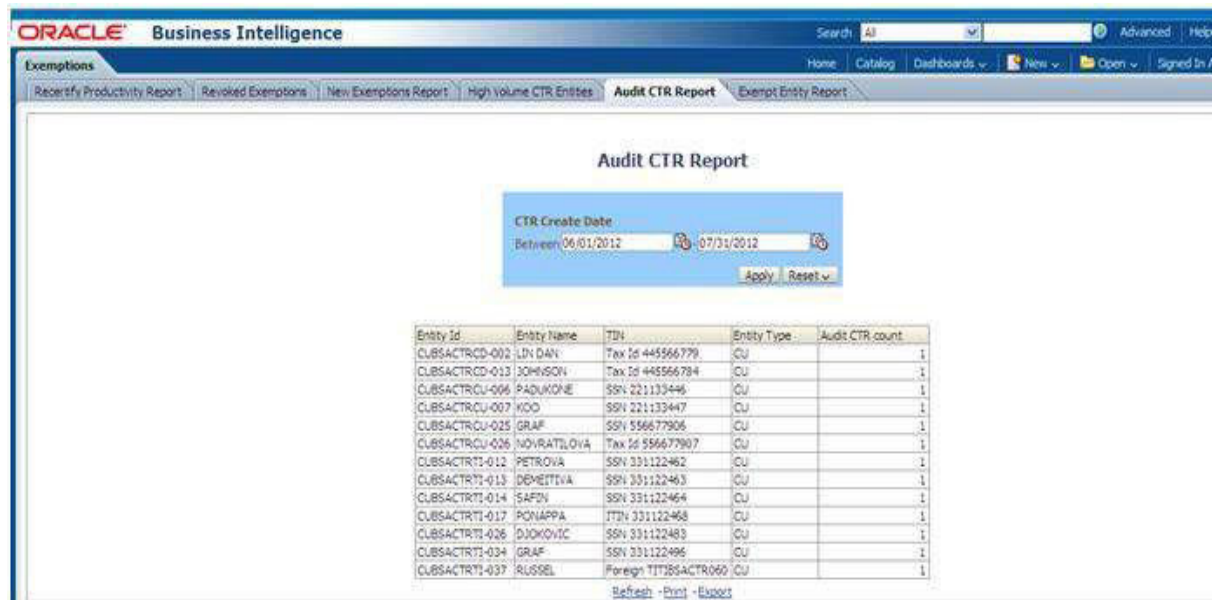 ORACLE Business Intelligence Search All Advanced Help
Exemptions Home Catalog Dashboards New Open Signed In A
Recertify Productivity Report Revoked Exemptions New Exemptions Report High Volume CTR Entities Audit CTR Report Exempt Entity Report
Audit CTR Report
CTR Create Date
Between 06/01/2012 - 07/31/2012
Apply Reset
Entity Id Entity Name TIN Entity Type Audit CTR count
CUBSACTRCD-002 LIN DAN Tax Id 445566779 CU 1
CUBSACTRCD-013 JOHNSON Tax Id 445566784 CU 1
CUBSACTRCU-006 PADUKONE SSN 221133446 CU 1
CUBSACTRCU-007 KOO SSN 221133447 CU 1
CUBSACTRCU-025 GRAF SSN 556677906 CU 1
CUBSACTRCU-026 NOVRATILOVA Tax Id 556677907 CU 1
CUBSACTRTI-012 PETROVA SSN 331122462 CU 1
CUBSACTRTI-013 DEMEITIVA SSN 331122463 CU 1
CUBSACTRTI-014 SAFIN SSN 331122464 CU 1
CUBSACTRTI-017 PONAPPA ITIN 331122468 CU 1
CUBSACTRTI-026 DJOKOVIC SSN 331122483 CU 1
CUBSACTRTI-034 GRAF SSN 331122496 CU 1
CUBSACTRTI-037 RUSSEL Foreign TITIBSACTR060 CU 1
Refresh - Print - Export